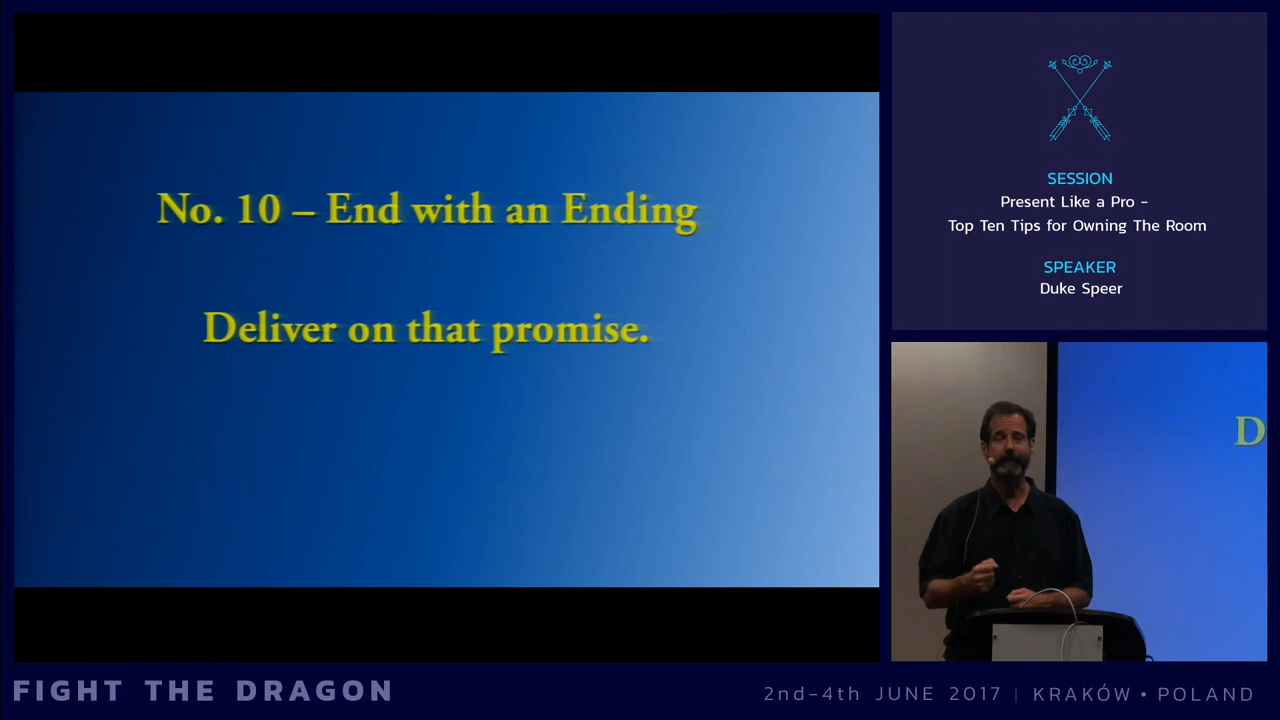 No. 10 – End with an Ending
Deliver on that promise.
SESSION
Present Like a Pro -
Top Ten Tips for Owning The Room
SPEAKER
Duke Speer
D
FIGHT THE DRAGON
2nd-4th JUNE 2017 | KRAKÓW • POLAND